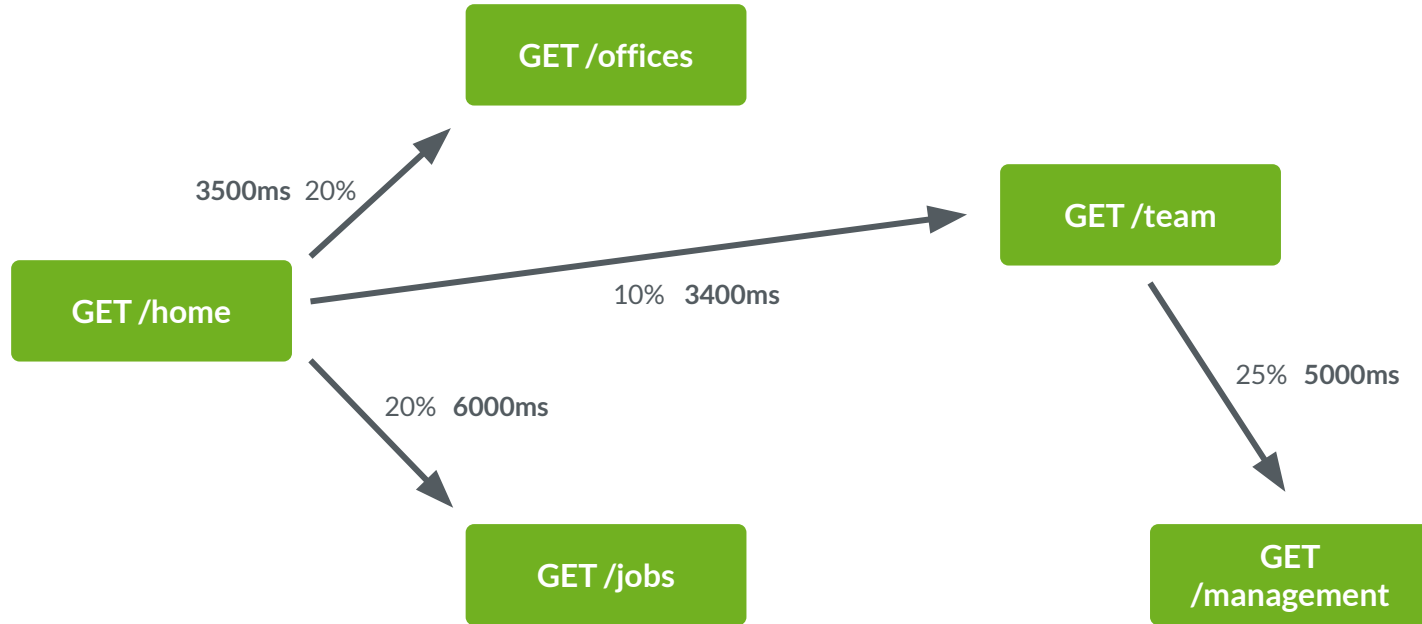 GET /offices
3500ms 20%
GET /team
GET /home
10% 3400ms
25% 5000ms
20% 6000ms
GET /jobs
GET
/management